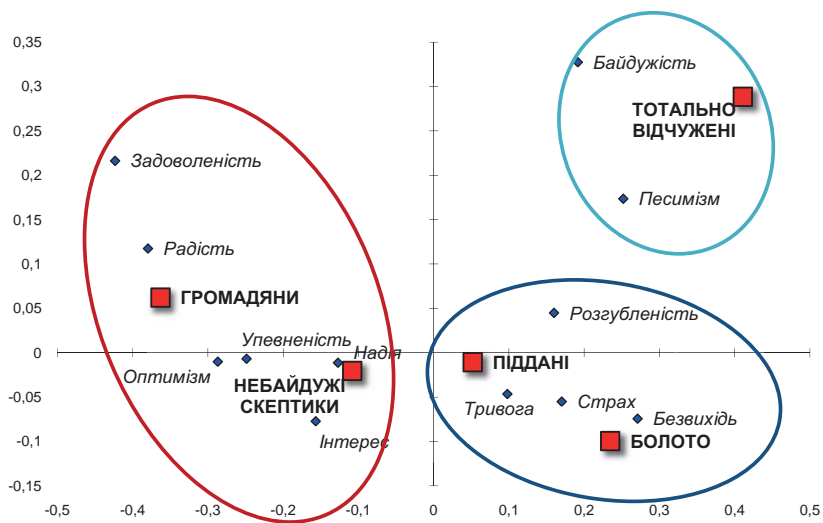 0,35
0,3
0,25
0,2
0,15
0,1
0,05
0
-0,05
-0,1
-0,15
-0,5
-0,4
-0,3
-0,2
-0,1
0
0,1
0,2
0,3
0,4
0,5
Байдужість
ТОТАЛЬНО
ВІДЧУЖЕНІ
Песимізм
Задоволеність
Радість
ГРОМАДЯНИ
Упевненість
Надія
Оптимізм
НЕБАЙДУЖІ
СКЕПТИКИ
Інтерес
Розгубленість
ПІДДАНІ
Тривога
Страх
Безвихідь
БОЛОТО